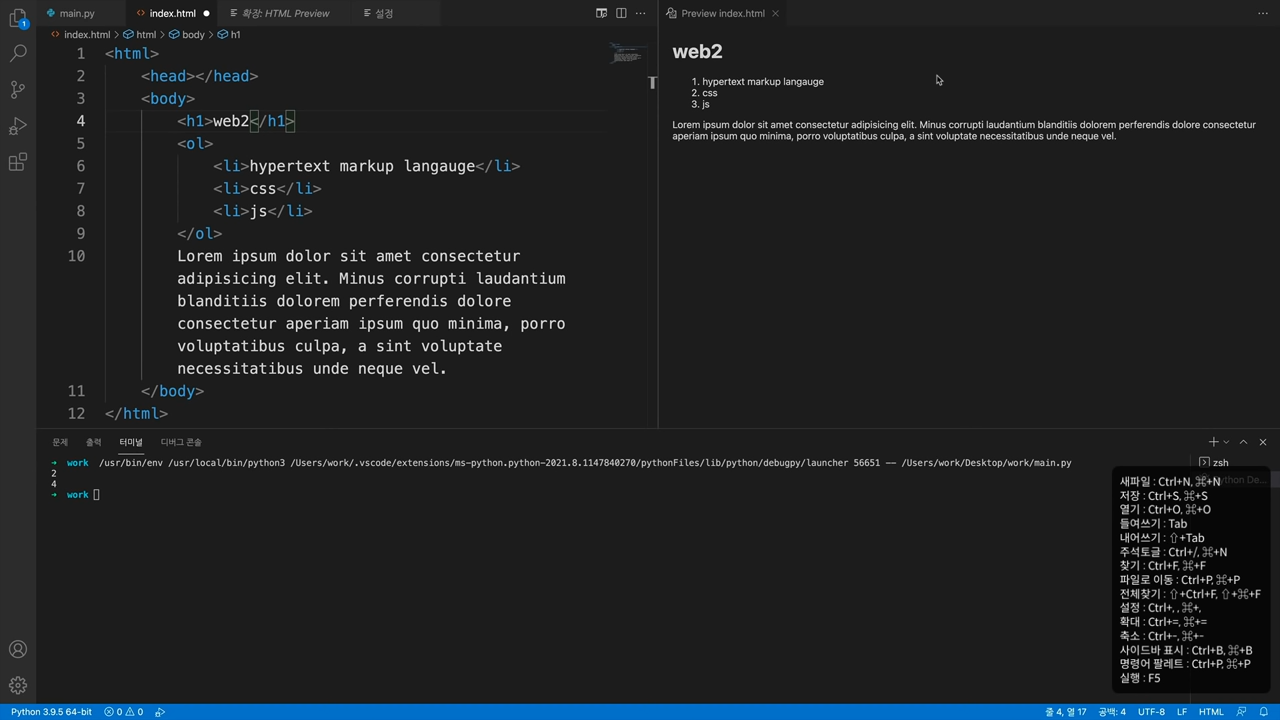 main.py
index.html
확장: HTML Preview
설정
index.html > html > body > h1
1 <html>
2 <head></head>
3 <body>
4 <h1>web2</h1>
5 <ol>
6 <li>hypertext markup langauge</li>
7 <li>css</li>
8 <li>js</li>
9 </ol>
10 Lorem ipsum dolor sit amet consectetur
adipisicing elit. Minus corrupti laudantium
blanditiis dolorem perferendis dolore
consectetur aperiam ipsum quo minima, porro
voluptatibus culpa, a sint voluptate
necessitatibus unde neque vel.
11 </body>
12 </html>
Preview index.html
web2
1. hypertext markup langauge
2. css
3. js
Lorem ipsum dolor sit amet consectetur adipisicing elit. Minus corrupti laudantium blanditiis dolorem perferendis dolore consectetur
aperiam ipsum quo minima, porro voluptatibus culpa, a sint voluptate necessitatibus unde neque vel.
문제 출력 터미널 디버그 콘솔
→ work /usr/bin/env /usr/local/bin/python3 /Users/work/.vscode/extensions/ms-python.python-2021.8.1147840270/pythonFiles/lib/python/debugpy/launcher 56651 -- /Users/work/Desktop/work/main.py
2
4
→ work
zsh
Python De...
새파일 : Ctrl+N, ⌘+N
저장 : Ctrl+S, ⌘+S
열기 : Ctrl+O, ⌘+O
들여쓰기 : Tab
내어쓰기 : ⇧+Tab
주석토글 : Ctrl+/, ⌘+N
찾기 : Ctrl+F, ⌘+F
파일로 이동 : Ctrl+P, ⌘+P
전체찾기 : ⇧+Ctrl+F, ⇧+⌘+F
설정 : Ctrl+, , ⌘+,
확대 : Ctrl+=, ⌘+=
축소 : Ctrl+-, ⌘+-
사이드바 표시 : Ctrl+B, ⌘+B
명령어 팔레트 : Ctrl+P, ⌘+P
실행 : F5
1
Python 3.9.5 64-bit 0 0 줄 4, 열 17 공백: 4 UTF-8 LF HTML